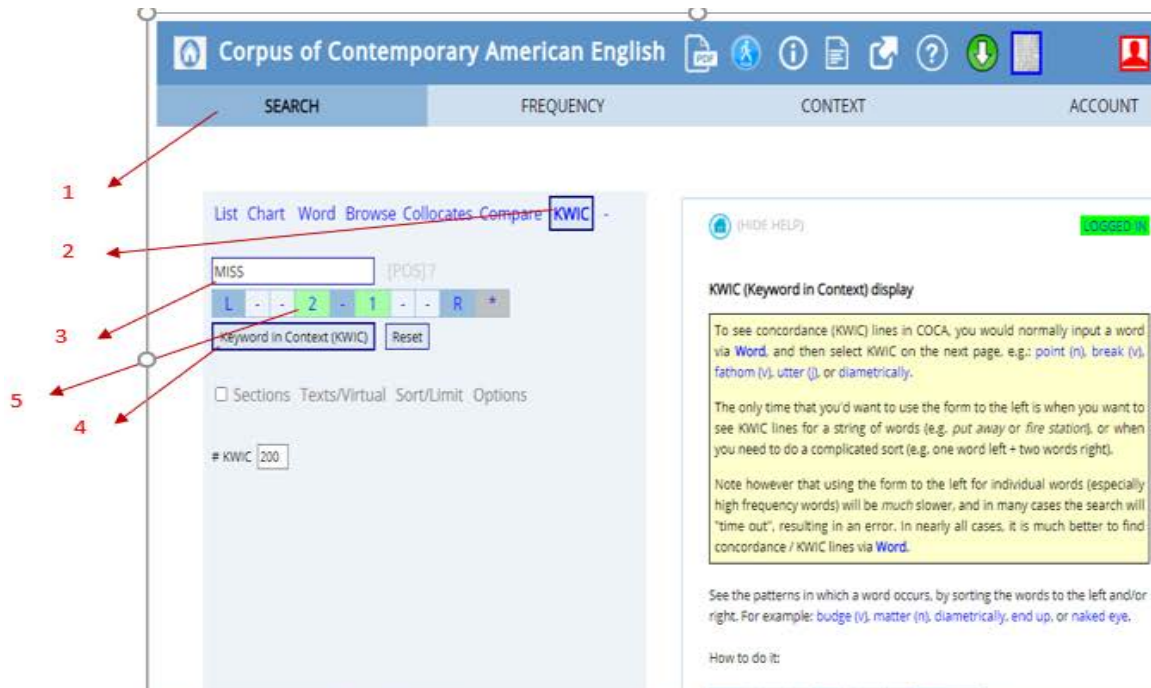 Corpus of Contemporary American English
PDF
SEARCH FREQUENCY CONTEXT ACCOUNT
1
List Chart Word Browse Collocates Compare KWIC -
2
(HIDE HELP) LOGGED IN
MISS [POS]?
3
L - - 2 - 1 - - R *
Keyword in Context (KWIC) Reset
5
4
Sections Texts/Virtual Sort/Limit Options
# KWIC 200
KWIC (Keyword in Context) display
To see concordance (KWIC) lines in COCA, you would normally input a word
via Word, and then select KWIC on the next page, e.g.: point (n), break (v),
fathom (v), utter (j), or diametrically.
The only time that you'd want to use the form to the left is when you want to
see KWIC lines for a string of words (e.g. put away or fire station), or when
you need to do a complicated sort (e.g. one word left + two words right).
Note however that using the form to the left for individual words (especially
high frequency words) will be much slower, and in many cases the search will
"time out", resulting in an error. In nearly all cases, it is much better to find
concordance / KWIC lines via Word.
See the patterns in which a word occurs, by sorting the words to the left and/or
right. For example: budge (v), matter (n), diametrically, end up, or naked eye.
How to do it: